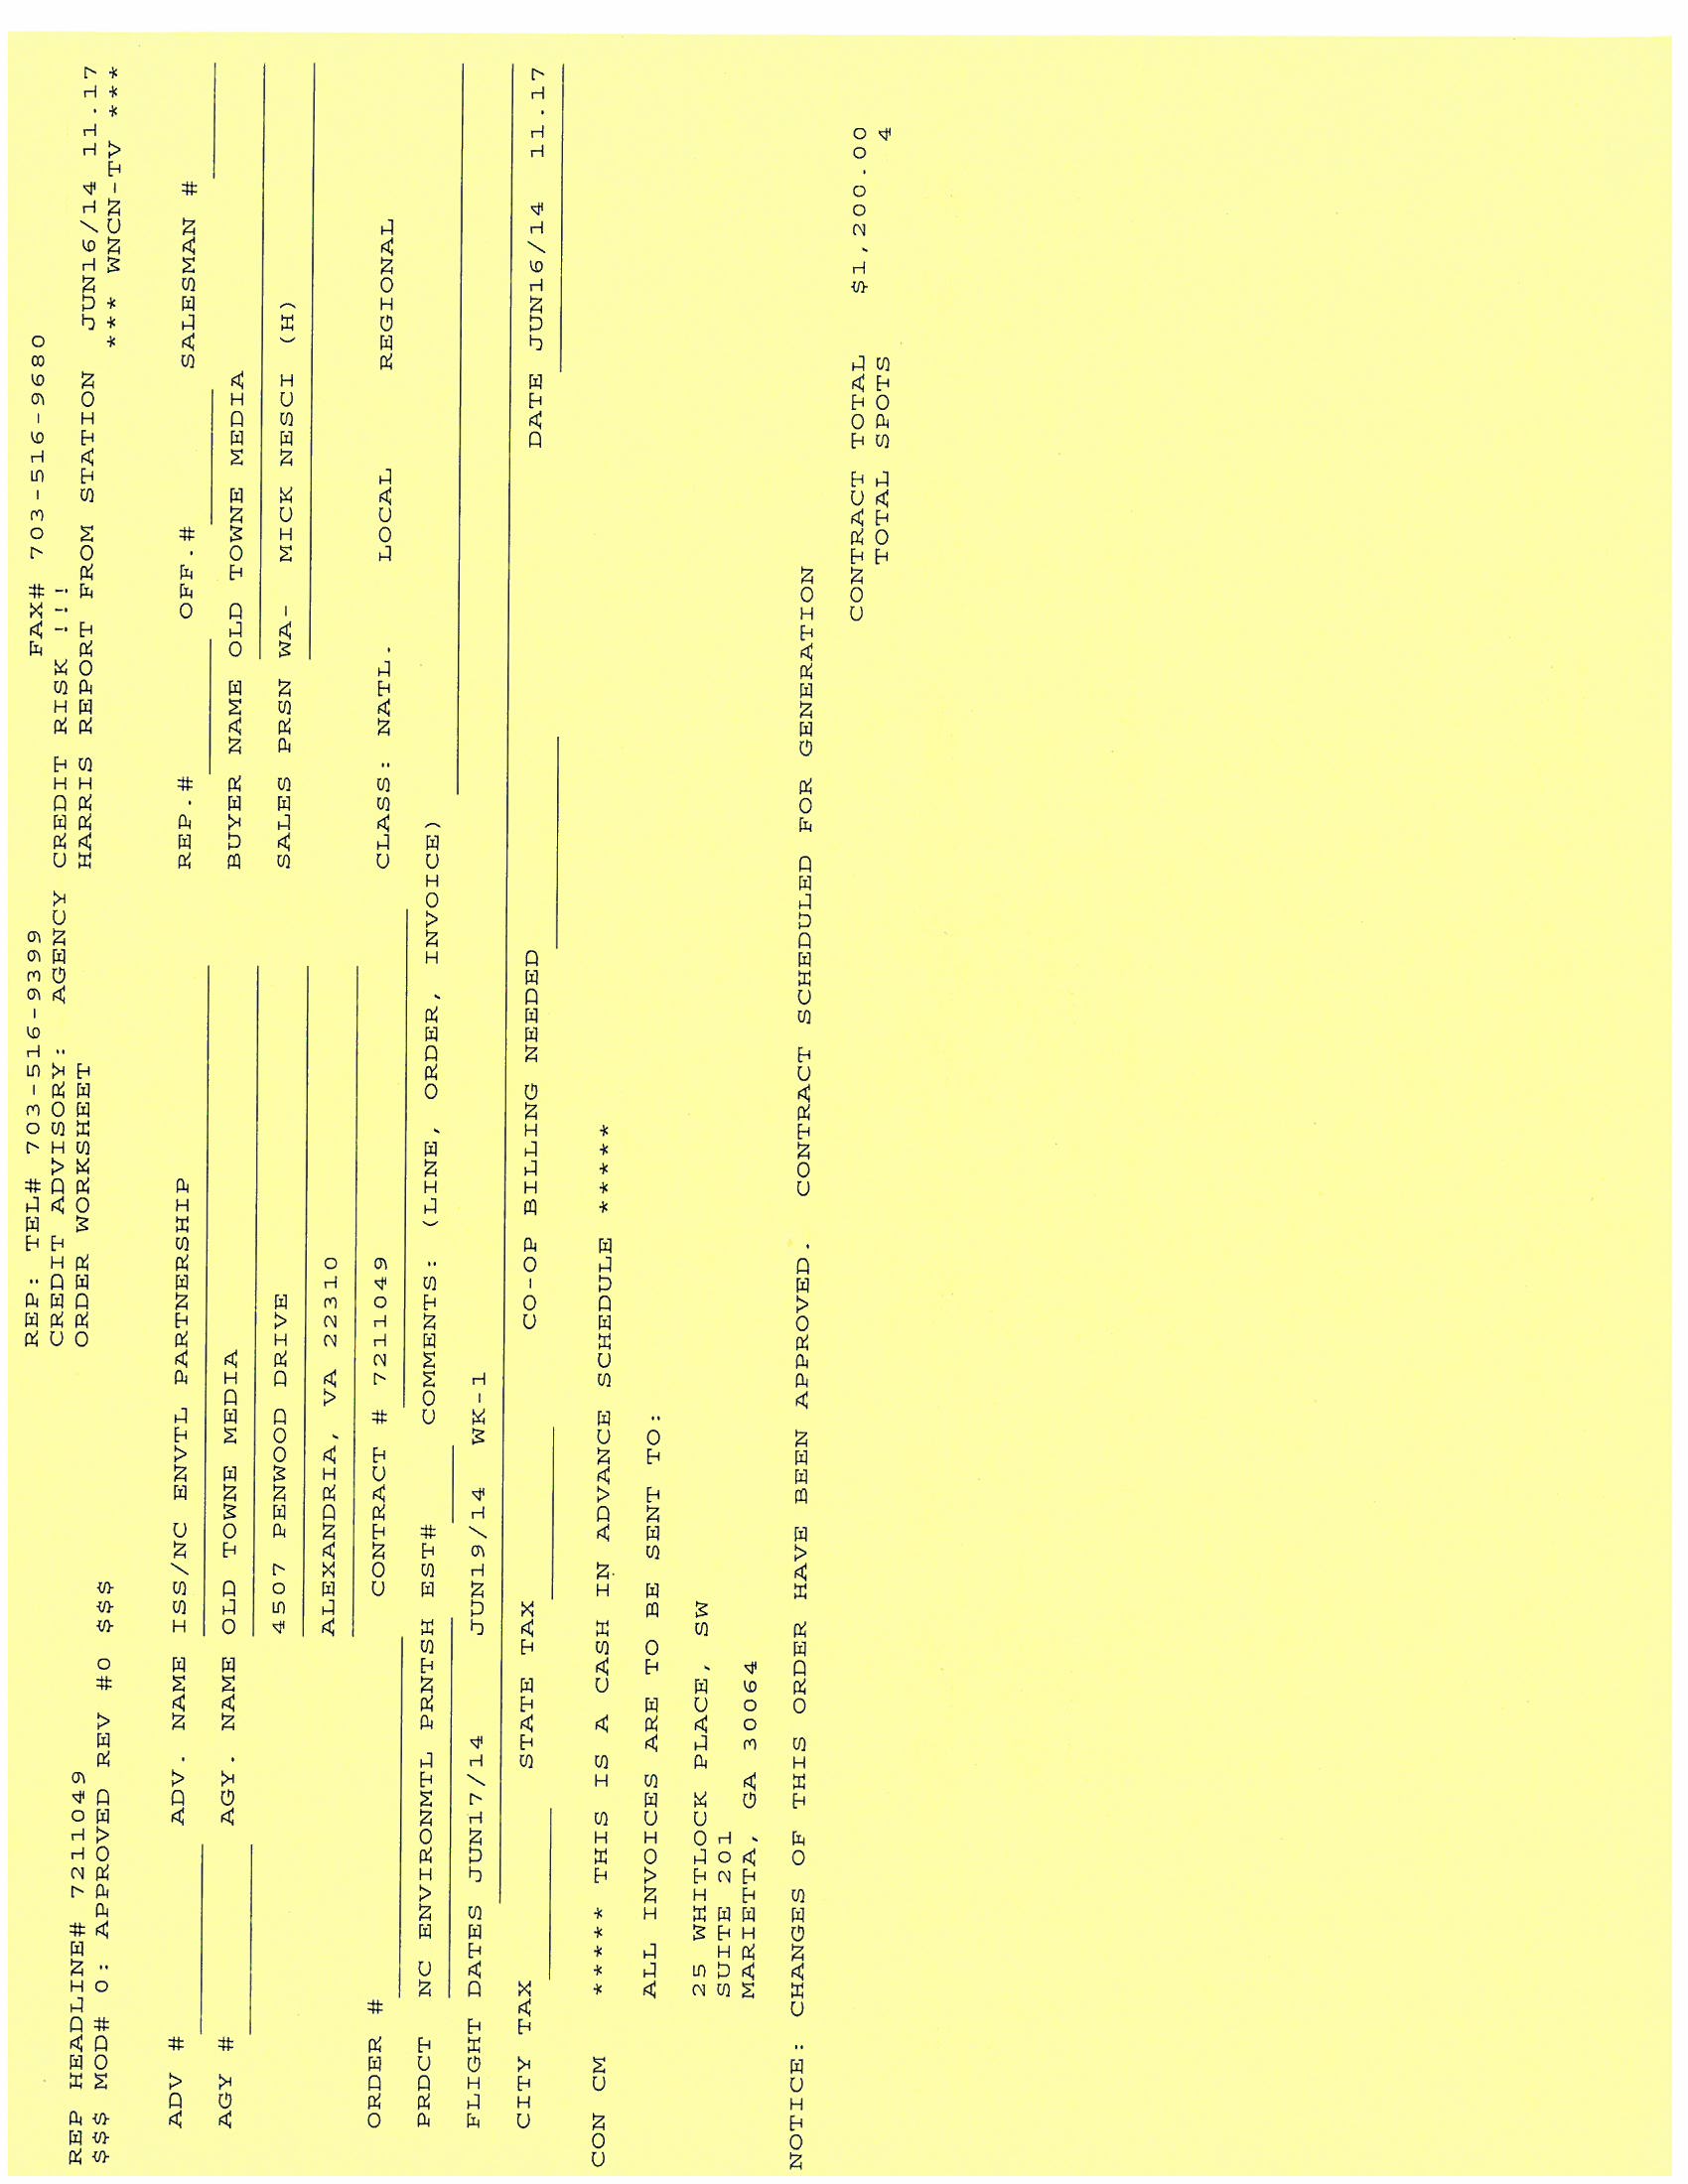 REP: TEL# 703-516-9399 FAX# 703-516-9680
CREDIT ADVISORY: AGENCY CREDIT RISK !!!
REP HEADLINE# 7211049 ORDER WORKSHEET HARRIS REPORT FROM STATION JUN16/14 11.17
$$$ MOD# 0: APPROVED REV #0 $$$ *** WNCN-TV ***
ADV # ADV. NAME ISS/NC ENVTL PARTNERSHIP REP.# OFF.# SALESMAN #
AGY # AGY. NAME OLD TOWNE MEDIA BUYER NAME OLD TOWNE MEDIA
4507 PENWOOD DRIVE SALES PRSN WA- MICK NESCI (H)
ALEXANDRIA, VA 22310
ORDER # CONTRACT # 7211049 CLASS: NATL. LOCAL REGIONAL
PRDCT NC ENVIRONMTL PRNTSH EST# COMMENTS: (LINE, ORDER, INVOICE)
FLIGHT DATES JUN17/14 JUN19/14 WK-1
CITY TAX STATE TAX CO-OP BILLING NEEDED DATE JUN16/14 11.17
CON CM ***** THIS IS A CASH IN ADVANCE SCHEDULE *****
ALL INVOICES ARE TO BE SENT TO:
25 WHITLOCK PLACE, SW
SUITE 201
MARIETTA, GA 30064
NOTICE: CHANGES OF THIS ORDER HAVE BEEN APPROVED. CONTRACT SCHEDULED FOR GENERATION
CONTRACT TOTAL $1,200.00
TOTAL SPOTS 4